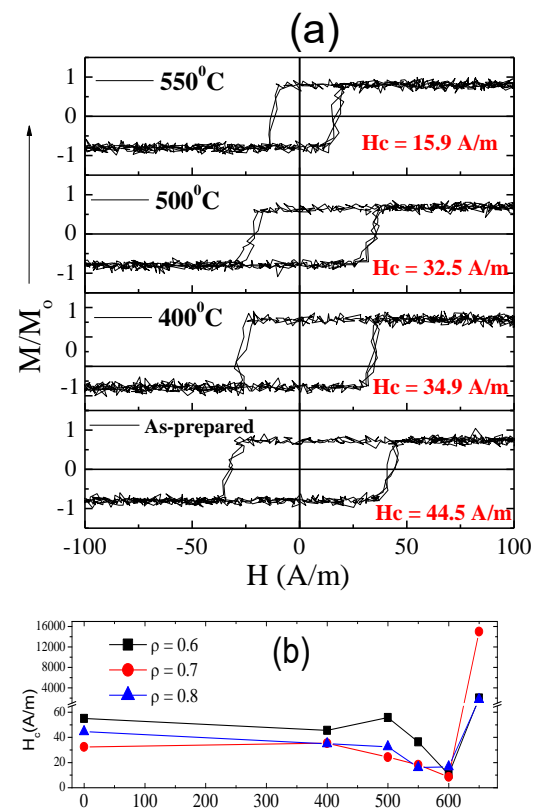 (a)
1
0
-1
550⁰C
Hc = 15.9 A/m
1
0
-1
500⁰C
Hc = 32.5 A/m
1
0
-1
400⁰C
Hc = 34.9 A/m
1
0
-1
As-prepared
Hc = 44.5 A/m
M/Mₒ
-100 -50 0 50 100
H (A/m)
(b)
16000
12000
8000
4000
60
40
20
0
H_c(A/m)
ρ = 0.6
ρ = 0.7
ρ = 0.8
0 100 200 300 400 500 600